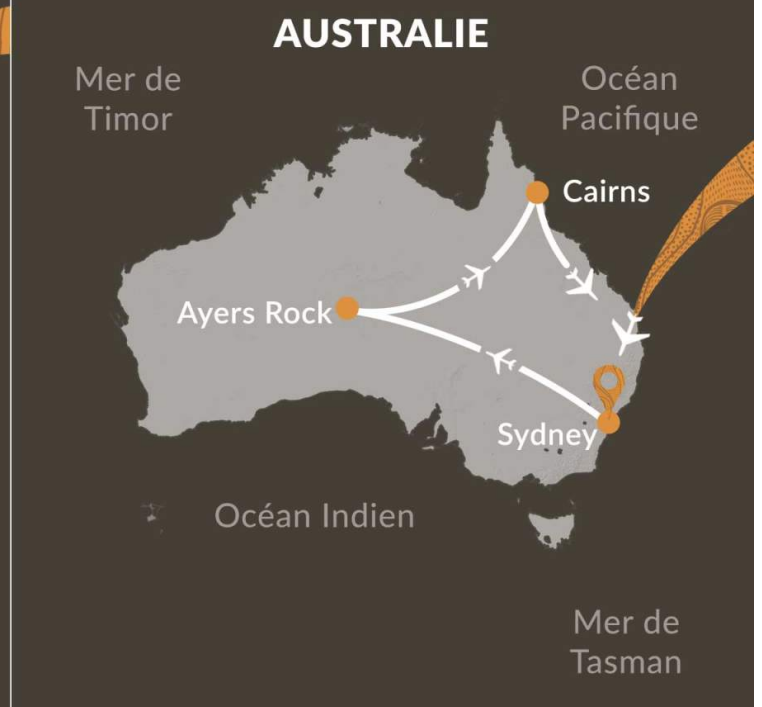 AUSTRALIE
Mer de
Timor
Océan
Pacifique
Cairns
Ayers Rock
Sydney
Océan Indien
Mer de
Tasman